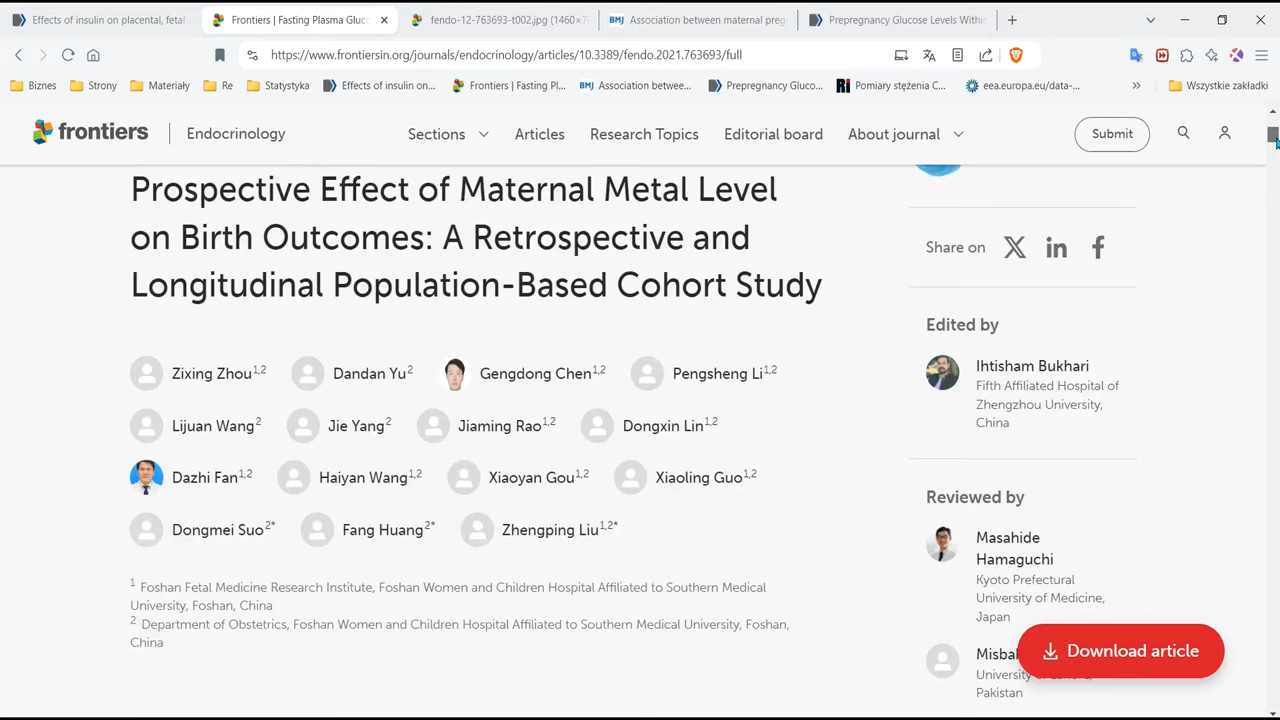 Effects of insulin on placental, fetal
Frontiers | Fasting Plasma Gluco
fendo-12-763693-t002.jpg (1460×7
BMJ Association between maternal preg
Prepregnancy Glucose Levels Within
https://www.frontiersin.org/journals/endocrinology/articles/10.3389/fendo.2021.763693/full
Biznes Strony Materiały Re Statystyka Effects of insulin on... Frontiers | Fasting Pl... BMJ Association betwee... Prepregnancy Gluco... Ri Pomiary stężenia C... eea.europa.eu/data-... » Wszystkie zakładki
frontiers Endocrinology Sections Articles Research Topics Editorial board About journal Submit
Prospective Effect of Maternal Metal Level
on Birth Outcomes: A Retrospective and
Longitudinal Population-Based Cohort Study
Zixing Zhou1,2 Dandan Yu2 Gengdong Chen1,2 Pengsheng Li1,2
Lijuan Wang2 Jie Yang2 Jiaming Rao1,2 Dongxin Lin1,2
Dazhi Fan1,2 Haiyan Wang1,2 Xiaoyan Gou1,2 Xiaoling Guo1,2
Dongmei Suo2* Fang Huang2* Zhengping Liu1,2*
1 Foshan Fetal Medicine Research Institute, Foshan Women and Children Hospital Affiliated to Southern Medical
University, Foshan, China
2 Department of Obstetrics, Foshan Women and Children Hospital Affiliated to Southern Medical University, Foshan,
China
Share on X in f
Edited by
Ihtisham Bukhari
Fifth Affiliated Hospital of
Zhengzhou University,
China
Reviewed by
Masahide
Hamaguchi
Kyoto Prefectural
University of Medicine,
Japan
Download article
Pakistan